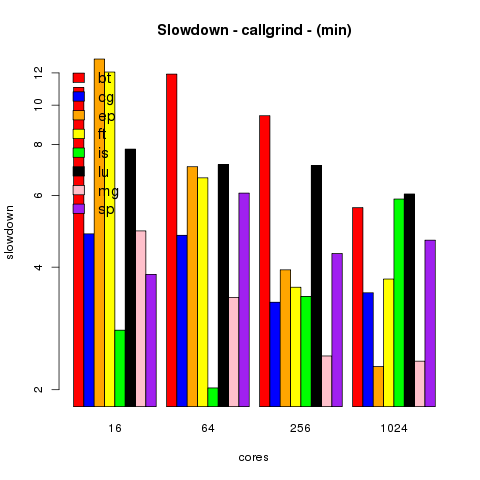 Slowdown - callgrind - (min)
12
10
8
6
4
2
slowdown
bt
cg
ep
ft
is
lu
mg
sp
16 64 256 1024
cores